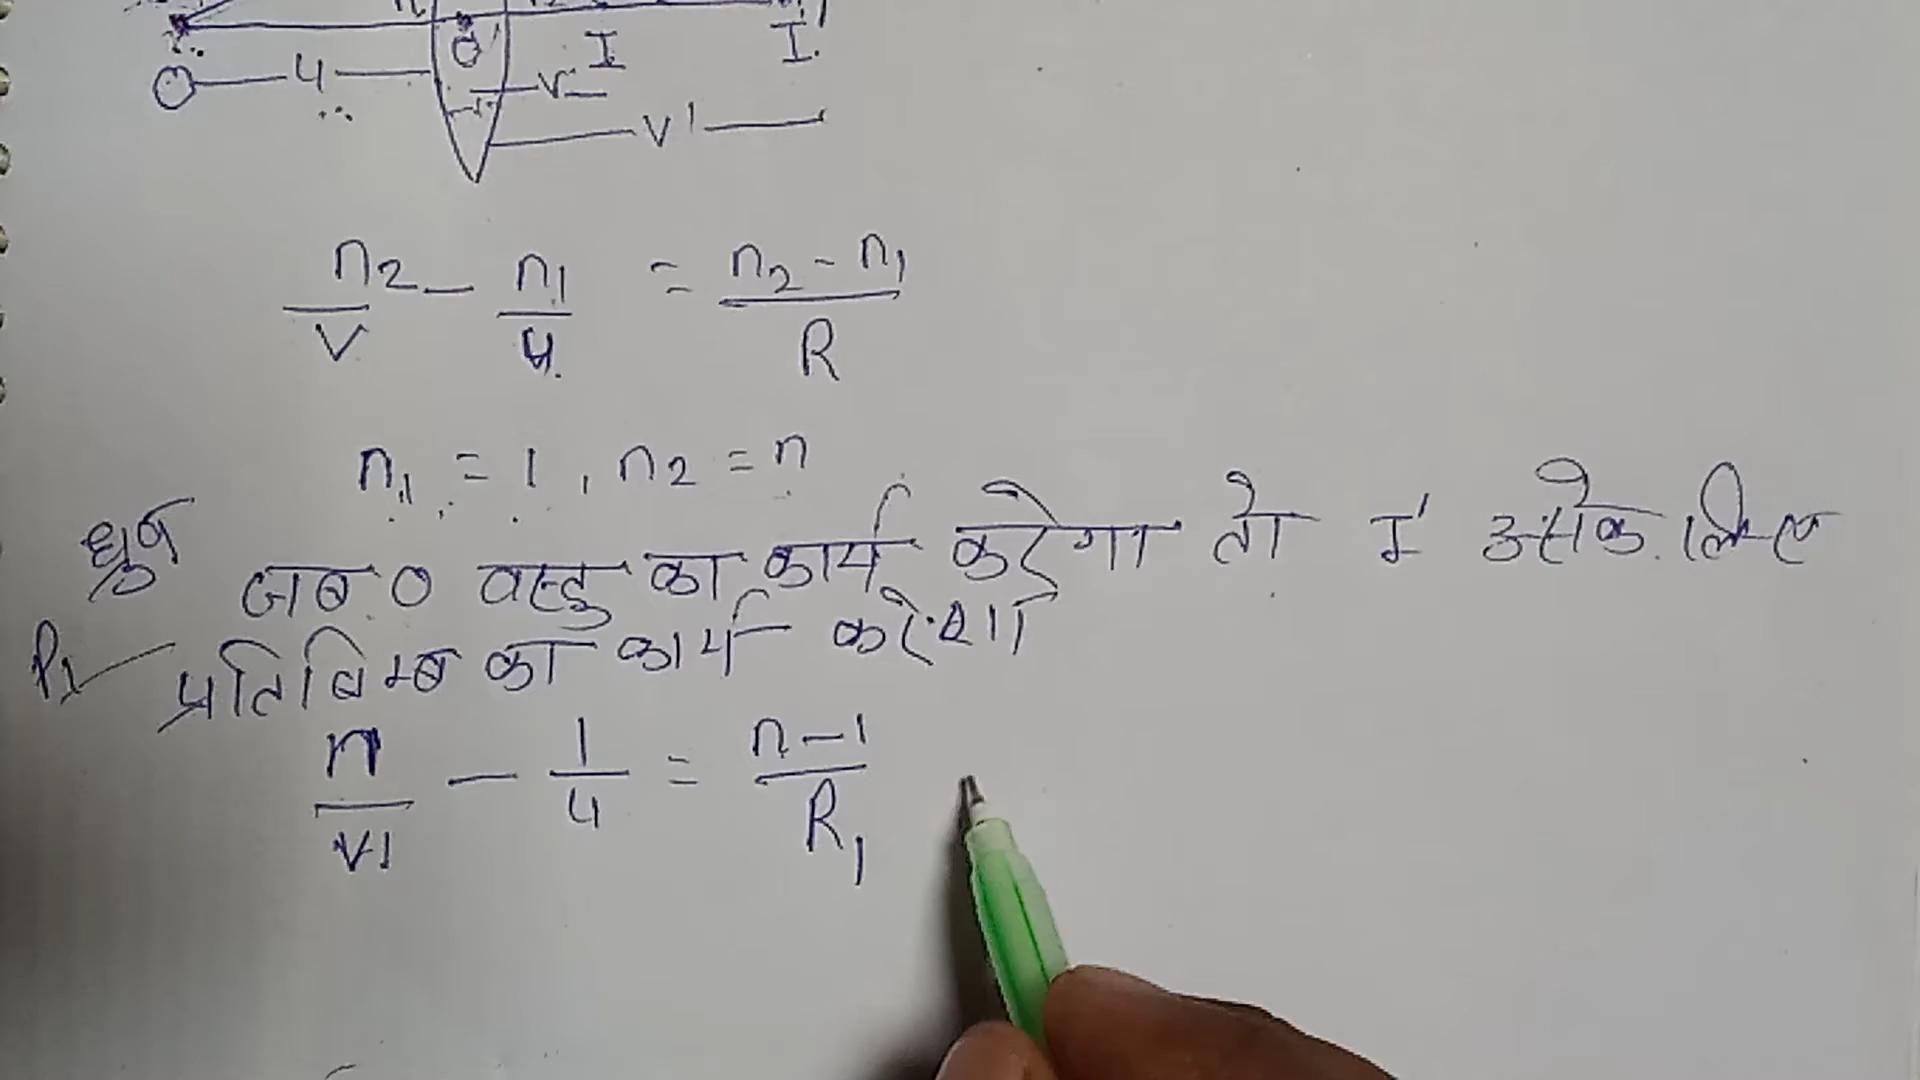 O' I I'
u v
v'
n2/v - n1/u = n2 - n1/R
n1 = 1, n2 = n
ध्रुव जब O वस्तु का कार्य करेगा तो I' उसके लिए
P1 प्रतिबिम्ब का कार्य करेगा
n/v1 - 1/u = n-1/R1